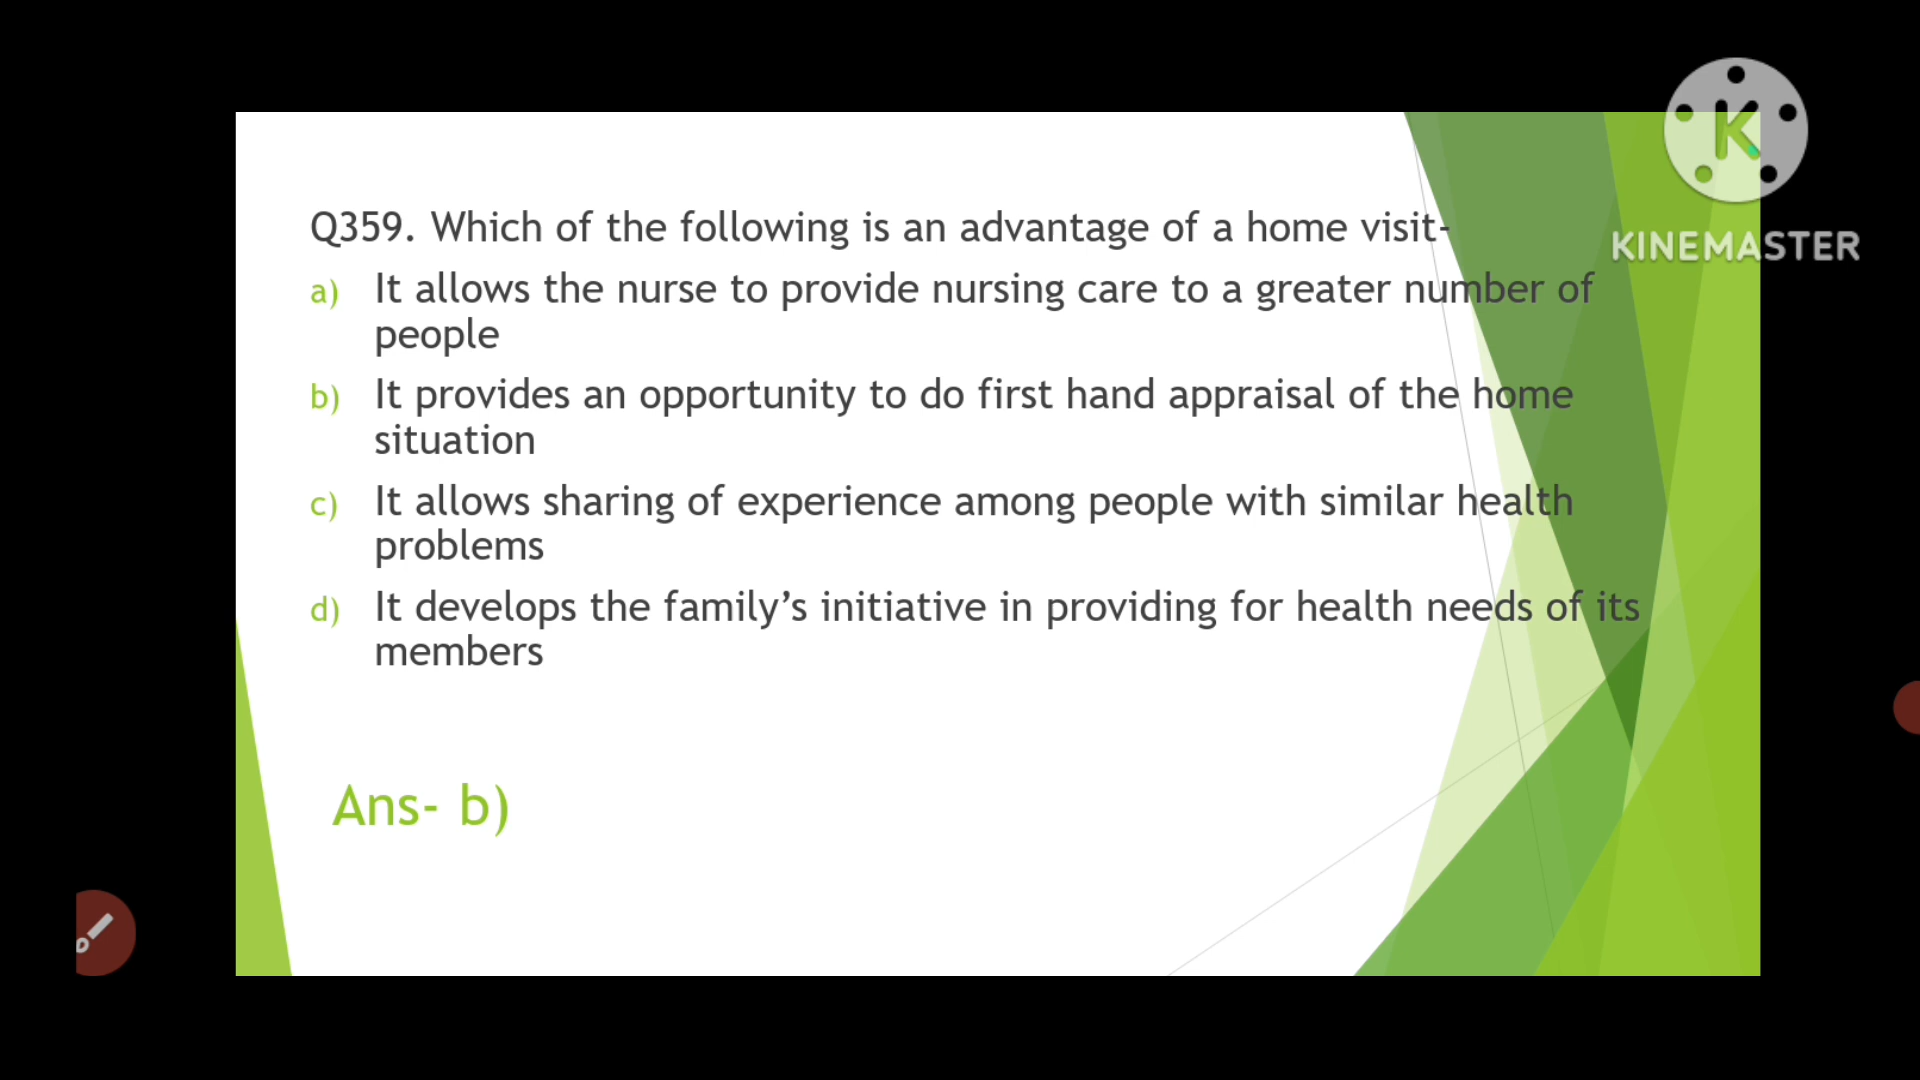 Q359. Which of the following is an advantage of a home visit-
a) It allows the nurse to provide nursing care to a greater number of
people
b) It provides an opportunity to do first hand appraisal of the home
situation
c) It allows sharing of experience among people with similar health
problems
d) It develops the family’s initiative in providing for health needs of its
members
Ans- b)
K
KINEMASTER